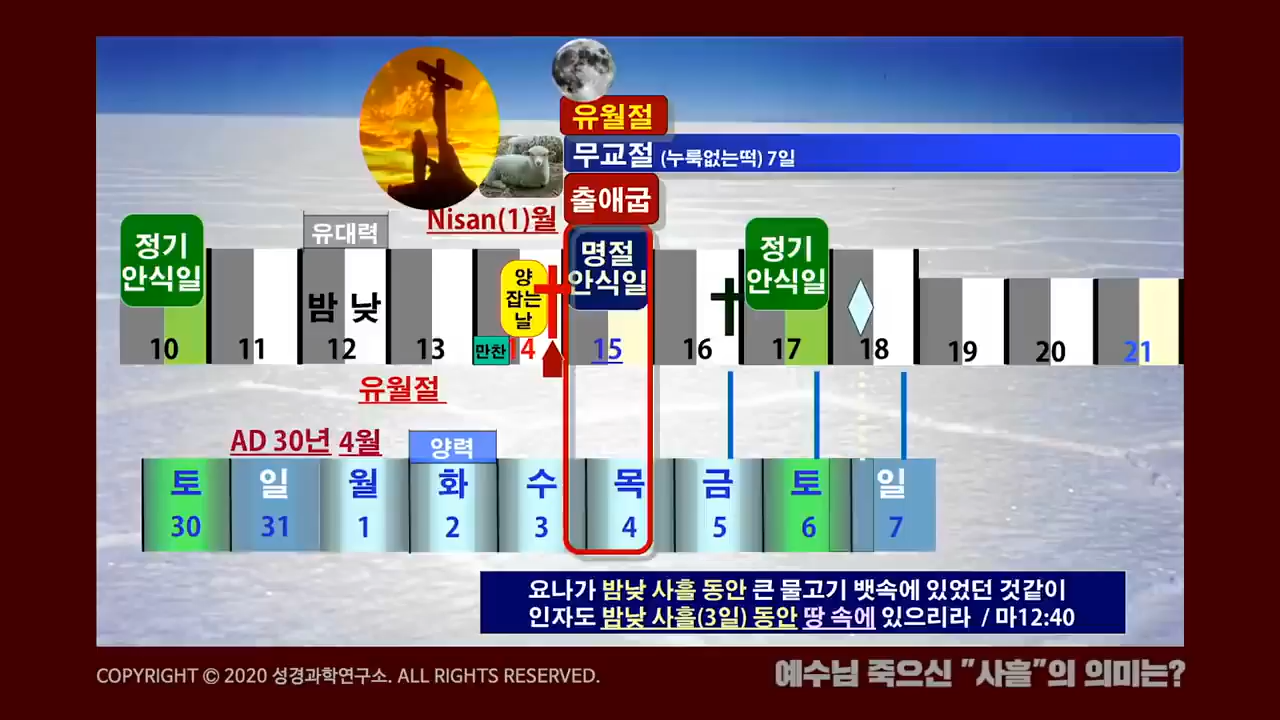 유월절
무교절 (누룩없는떡) 7일
출애굽
Nisan(1)월
유대력
정기
안식일
명절
안식일
정기
안식일
양
잡는
날
밤 낮
만찬
10 11 12 13 14 15 16 17 18 19 20 21
유월절
AD 30년 4월
양력
토 일 월 화 수 목 금 토 일
30 31 1 2 3 4 5 6 7
요나가 밤낮 사흘 동안 큰 물고기 뱃속에 있었던 것같이
인자도 밤낮 사흘(3일) 동안 땅 속에 있으리라 / 마12:40
COPYRIGHT © 2020 성경과학연구소. ALL RIGHTS RESERVED.
예수님 죽으신 "사흘"의 의미는?